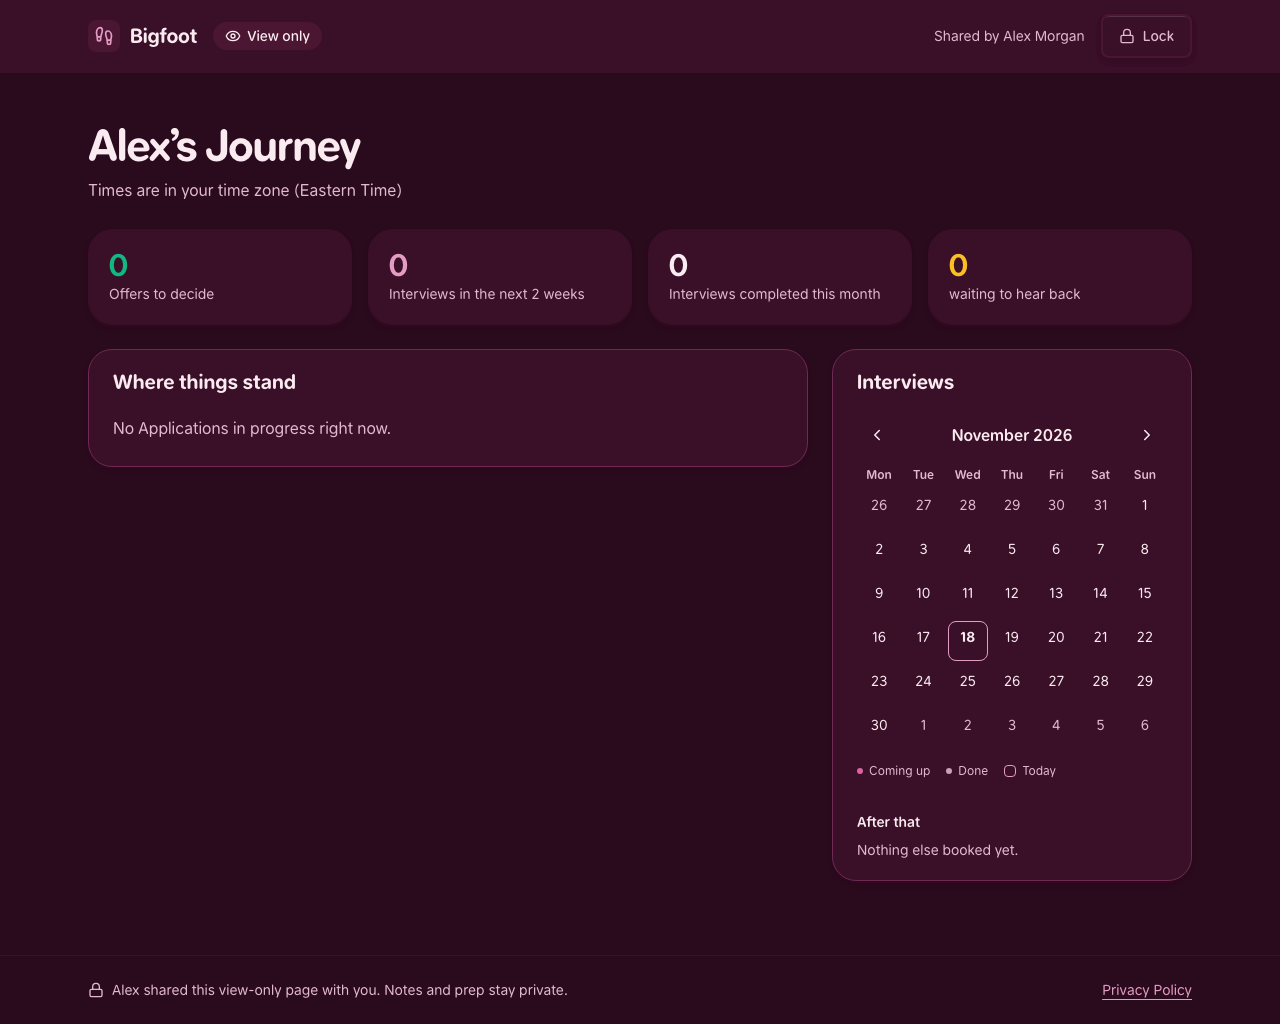 Bigfoot
View only
Shared by Alex Morgan
Lock
Alex's Journey
Times are in your time zone (Eastern Time)
0
Offers to decide
0
Interviews in the next 2 weeks
0
Interviews completed this month
0
waiting to hear back
Where things stand
No Applications in progress right now.
Interviews
November 2026
Mon Tue Wed Thu Fri Sat Sun
26 27 28 29 30 31 1
2 3 4 5 6 7 8
9 10 11 12 13 14 15
16 17 18 19 20 21 22
23 24 25 26 27 28 29
30 1 2 3 4 5 6
Coming up Done Today
After that
Nothing else booked yet.
Alex shared this view-only page with you. Notes and prep stay private.
Privacy Policy